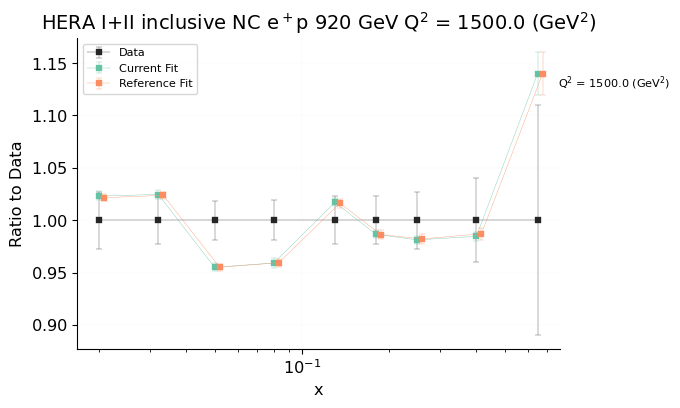 HERA I+II inclusive NC e⁺p 920 GeV Q² = 1500.0 (GeV²)
Data
Current Fit
Reference Fit
Q² = 1500.0 (GeV²)
Ratio to Data
1.15
1.10
1.05
1.00
0.95
0.90
10⁻¹
x